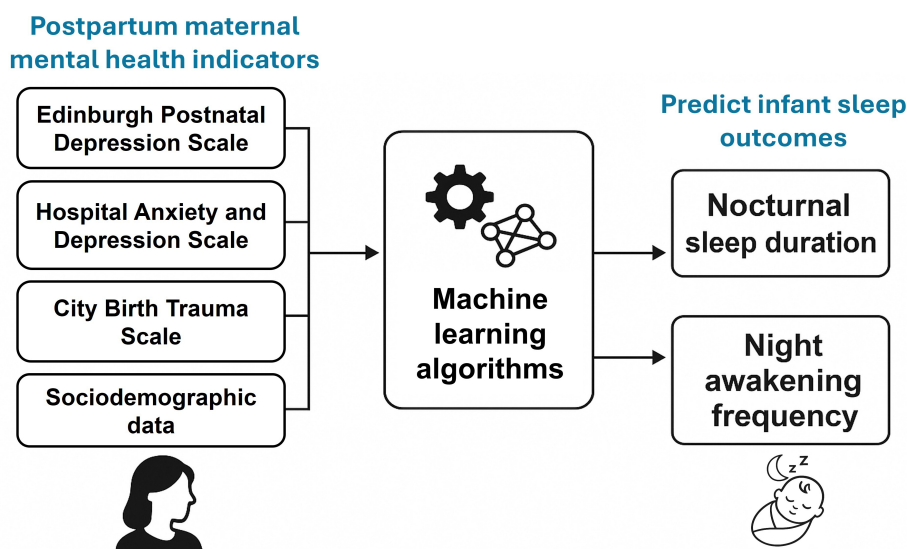 Postpartum maternal
mental health indicators
Edinburgh Postnatal
Depression Scale
Hospital Anxiety and
Depression Scale
City Birth Trauma
Scale
Sociodemographic
data
Machine
learning
algorithms
Predict infant sleep
outcomes
Nocturnal
sleep duration
Night
awakening
frequency
z z z